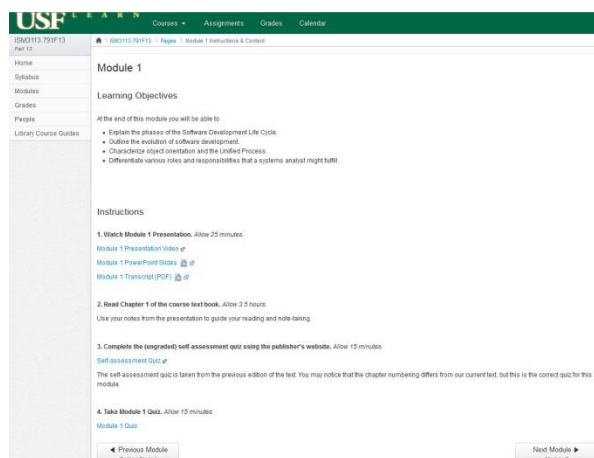 USF LEARN
Courses Assignments Grades Calendar
ISM3113.791F13
Fall 13
Home
Syllabus
Modules
Grades
People
Library Course Guides
ISM3113.791F13 Pages Module 1 Instructions & Content
Module 1
Learning Objectives
At the end of this module you will be able to
Explain the phases of the Software Development Life Cycle.
Outline the evolution of software development.
Characterize object orientation and the Unified Process.
Differentiate various roles and responsibilities that a systems analyst might fulfill.
Instructions
1. Watch Module 1 Presentation. Allow 25 minutes.
Module 1 Presentation Video
Module 1 PowerPoint Slides
Module 1 Transcript (PDF)
2. Read Chapter 1 of the course text book. Allow 3.5 hours.
Use your notes from the presentation to guide your reading and note-taking.
3. Complete the (ungraded) self-assessment quiz using the publisher's website. Allow 15 minutes.
Self-assessment Quiz
The self-assessment quiz is taken from the previous edition of the text. You may notice that the chapter numbering differs from our current text, but this is the correct quiz for this
module.
4. Take Module 1 Quiz. Allow 15 minutes.
Module 1 Quiz
Previous Module
Next Module